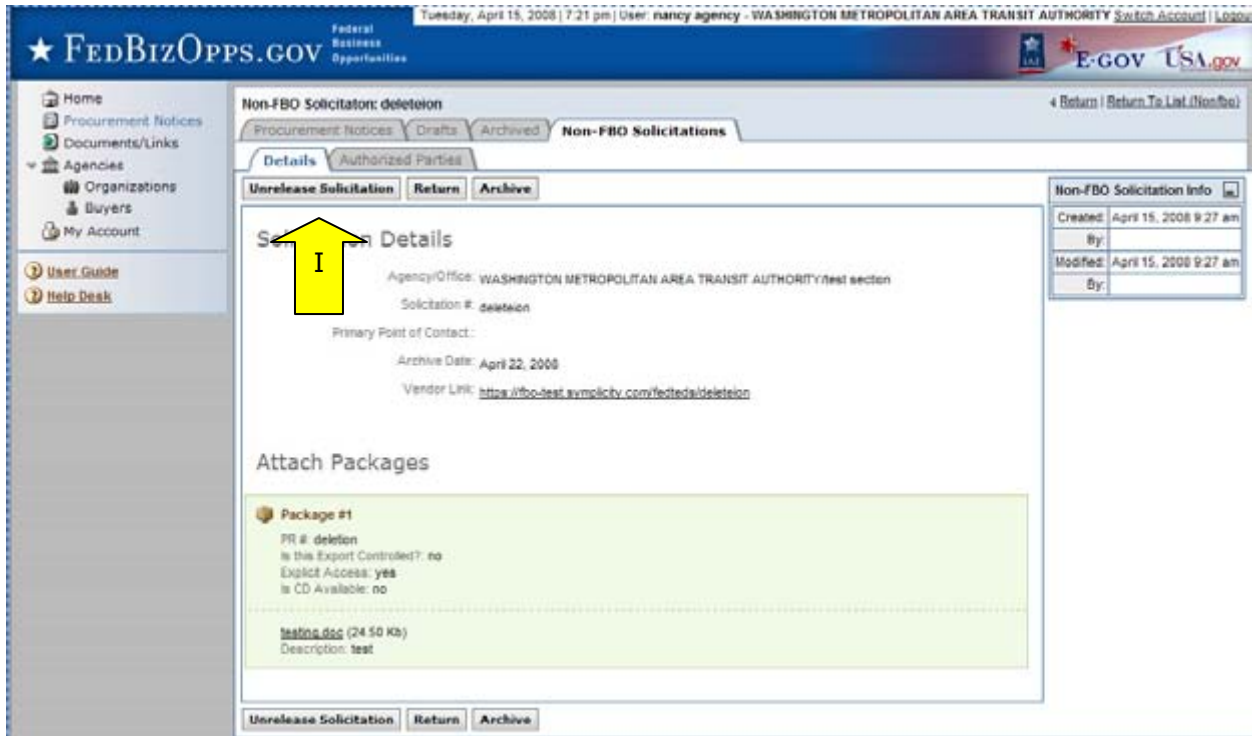 Tuesday, April 15, 2008 | 7:21 pm | User: nancy agency - WASHINGTON METROPOLITAN AREA TRANSIT AUTHORITY Switch Account | Logou
★ FEDBIZOPPS.GOV Federal Business Opportunities
E-GOV USA.gov
Home
Procurement Notices
Documents/Links
Agencies
Organizations
Buyers
My Account
User Guide
Help Desk
Non-FBO Solicitaton: deleteion
Return | Return To List (Nonfbo)
Procurement Notices Drafts Archived Non-FBO Solicitations
Details Authorized Parties
Unrelease Solicitation Return Archive
Details
I
Agency/Office: WASHINGTON METROPOLITAN AREA TRANSIT AUTHORITY/test section
Solicitation #: deleteion
Primary Point of Contact.:
Archive Date: April 22, 2008
Vendor Link: https://fbo-test.symplicity.com/fedteds/deleteion
Attach Packages
Package #1
PR #: deletion
Is this Export Controlled?: no
Explicit Access: yes
Is CD Available: no
testing.doc (24.50 Kb)
Description: test
Unrelease Solicitation Return Archive
Non-FBO Solicitation Info
Created: April 15, 2008 9:27 am
By:
Modified: April 15, 2008 9:27 am
By: